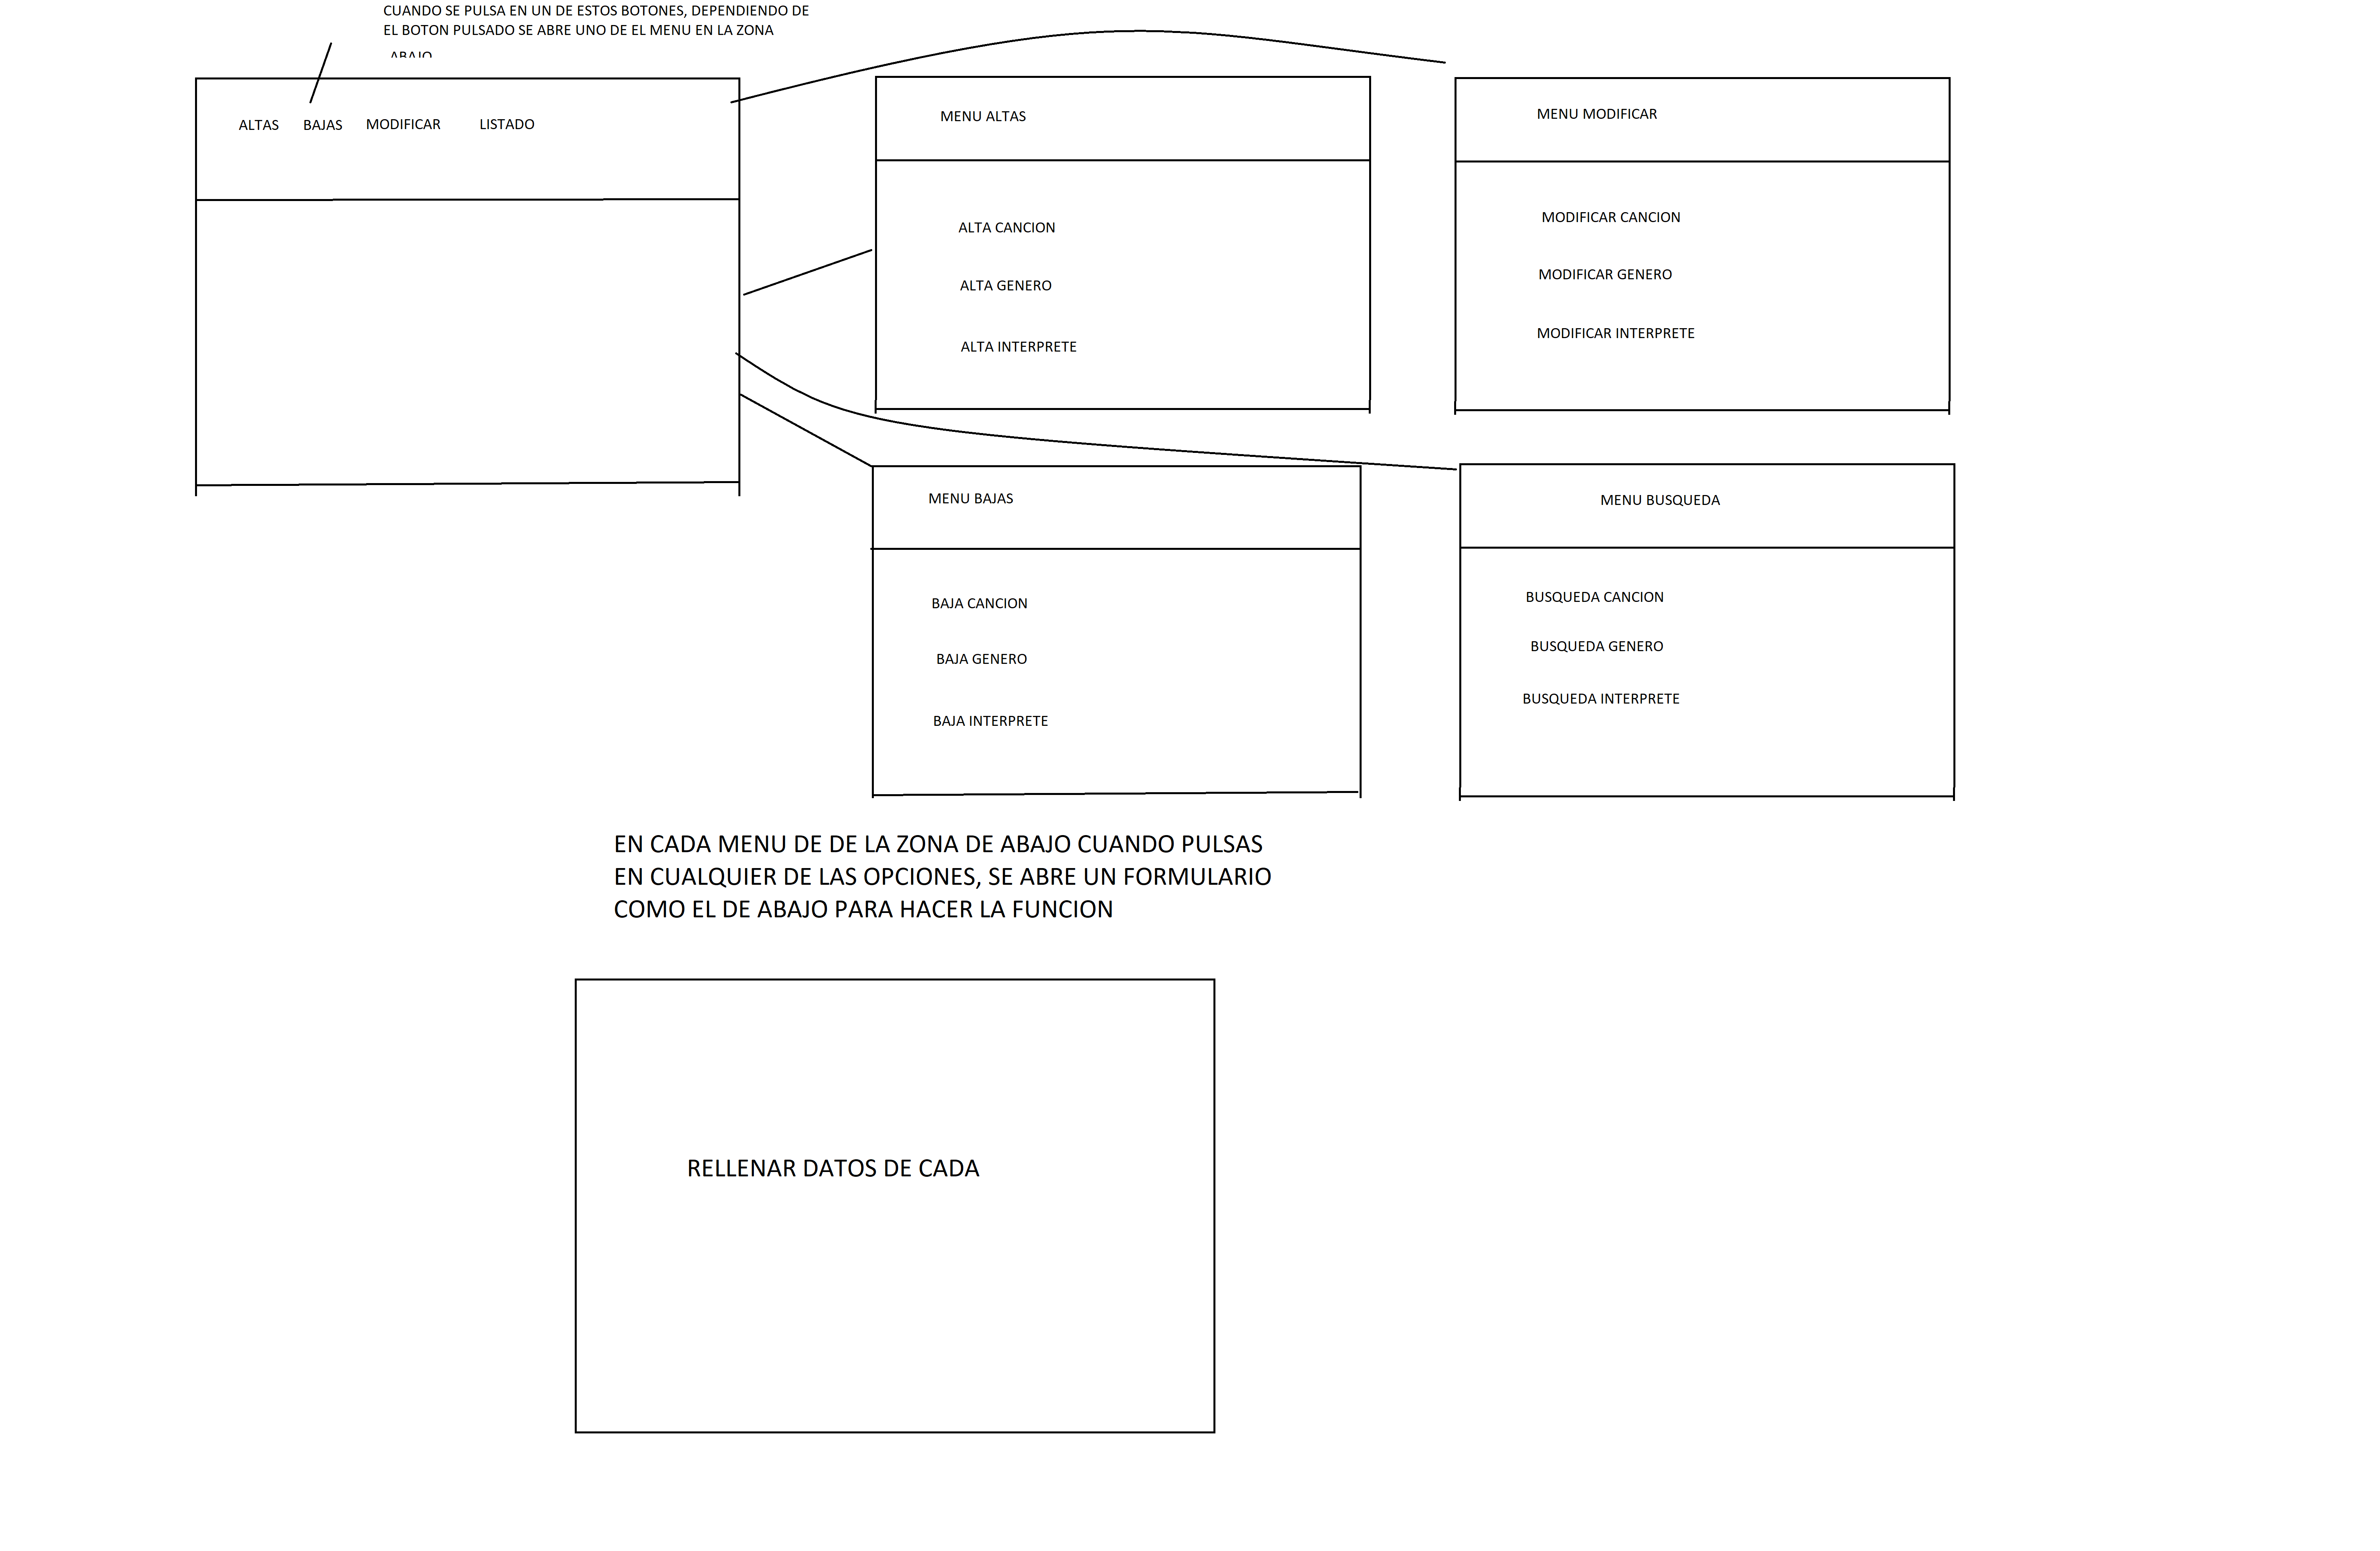 CUANDO SE PULSA EN UN DE ESTOS BOTONES, DEPENDIENDO DE
EL BOTON PULSADO SE ABRE UNO DE EL MENU EN LA ZONA
ABAJO
ALTAS BAJAS MODIFICAR LISTADO
MENU ALTAS
ALTA CANCION
ALTA GENERO
ALTA INTERPRETE
MENU MODIFICAR
MODIFICAR CANCION
MODIFICAR GENERO
MODIFICAR INTERPRETE
MENU BAJAS
BAJA CANCION
BAJA GENERO
BAJA INTERPRETE
MENU BUSQUEDA
BUSQUEDA CANCION
BUSQUEDA GENERO
BUSQUEDA INTERPRETE
EN CADA MENU DE DE LA ZONA DE ABAJO CUANDO PULSAS
EN CUALQUIER DE LAS OPCIONES, SE ABRE UN FORMULARIO
COMO EL DE ABAJO PARA HACER LA FUNCION
RELLENAR DATOS DE CADA